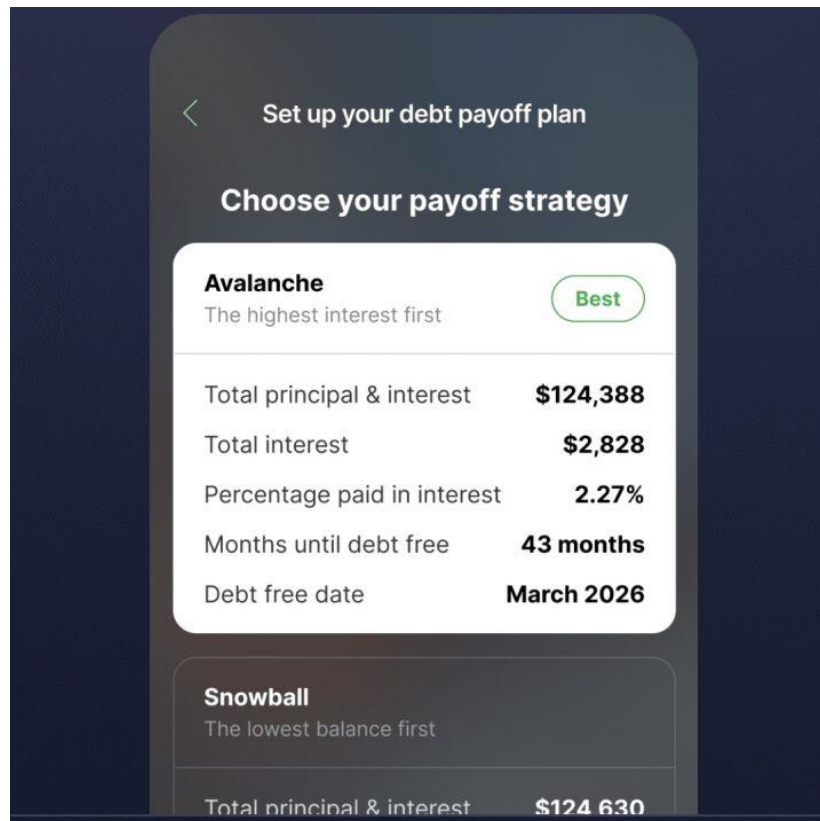 Set up your debt payoff plan
Choose your payoff strategy
Avalanche
Best
The highest interest first
Total principal & interest $124,388
Total interest $2,828
Percentage paid in interest 2.27%
Months until debt free 43 months
Debt free date March 2026
Snowball
The lowest balance first
Total principal & interest $124,630